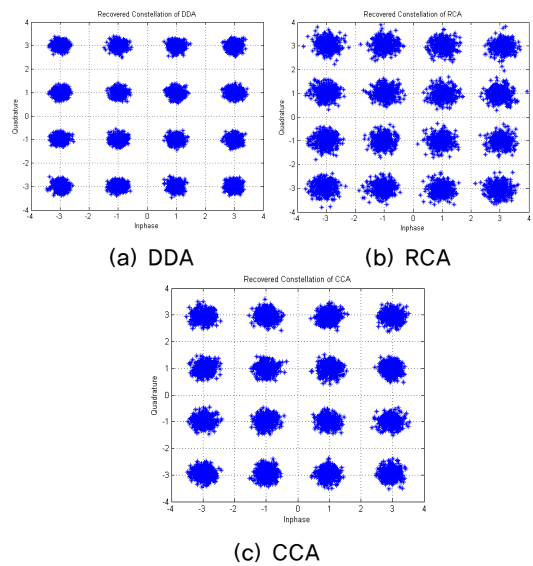 Recovered Constellation of DDA
4
3
2
1
0
-1
-2
-3
-4
Quadrature
-4 -3 -2 -1 0 1 2 3 4
Inphase
(a) DDA
Recovered Constellation of RCA
4
3
2
1
0
-1
-2
-3
-4
Quadrature
-4 -3 -2 -1 0 1 2 3 4
Inphase
(b) RCA
Recovered Constellation of CCA
4
3
2
1
0
-1
-2
-3
-4
Quadrature
-4 -3 -2 -1 0 1 2 3 4
Inphase
(c) CCA